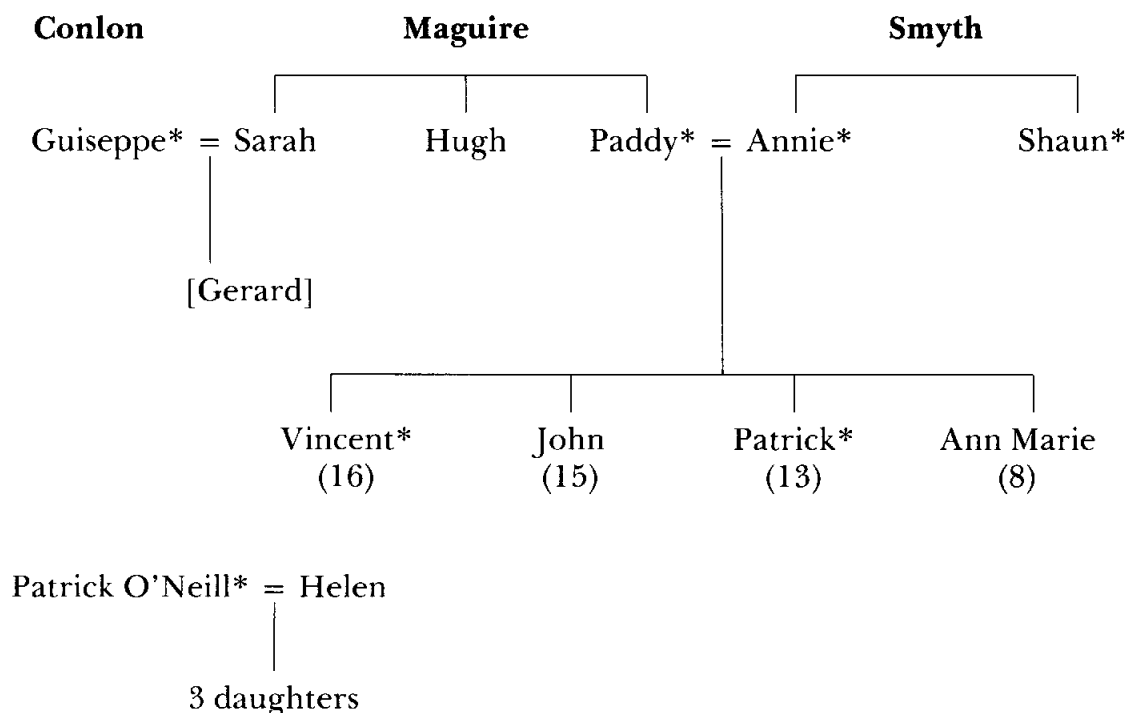 Conlon Maguire Smyth
Guiseppe* = Sarah Hugh Paddy* = Annie* Shaun*
[Gerard]
Vincent* John Patrick* Ann Marie
(16) (15) (13) (8)
Patrick O'Neill* = Helen
3 daughters